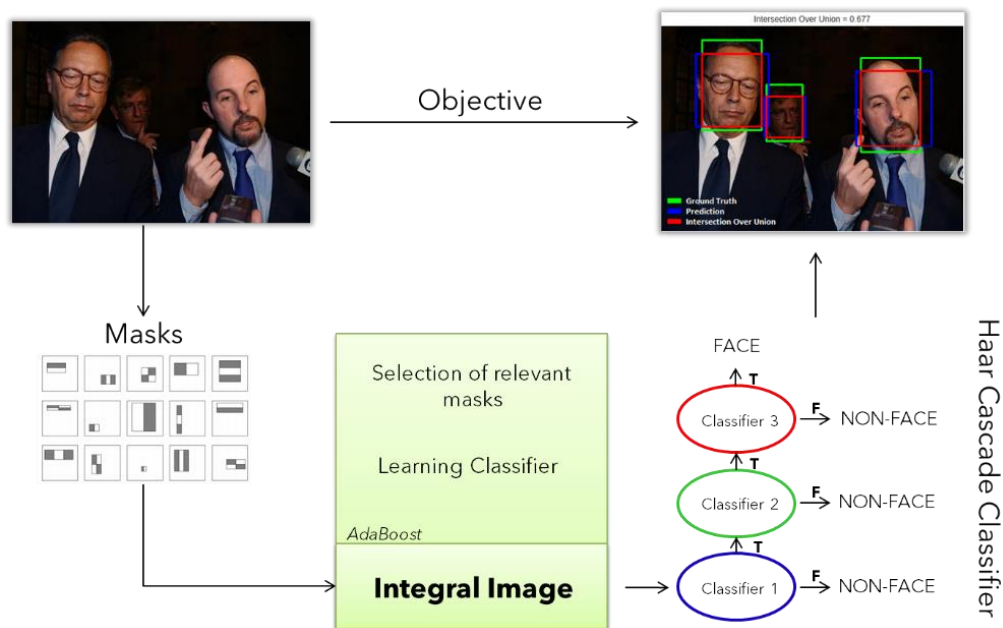 Intersection Over Union = 0.677
Objective
Ground Truth
Prediction
Intersection Over Union
Masks
Selection of relevant
masks
Learning Classifier
AdaBoost
Integral Image
FACE
T
Classifier 3
F
NON-FACE
T
Classifier 2
F
NON-FACE
T
Classifier 1
F
NON-FACE
Haar Cascade Classifier